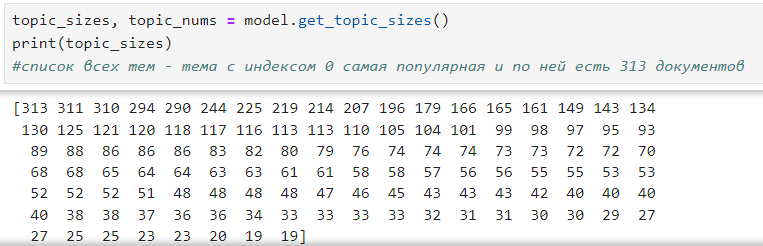 topic_sizes, topic_nums = model.get_topic_sizes()
print(topic_sizes)
#список всех тем - тема с индексом 0 самая популярная и по ней есть 313 документов
[313 311 310 294 290 244 225 219 214 207 196 179 166 165 161 149 143 134
130 125 121 120 118 117 116 113 113 110 105 104 101 99 98 97 95 93
89 88 86 86 86 83 82 80 79 76 74 74 74 73 73 72 72 70
68 68 65 64 64 63 63 61 61 58 58 57 56 56 55 55 53 53
52 52 52 51 48 48 48 48 47 46 45 43 43 43 42 40 40 40
40 38 38 37 36 36 34 33 33 33 33 32 31 31 30 30 29 27
27 25 25 23 23 20 19 19]